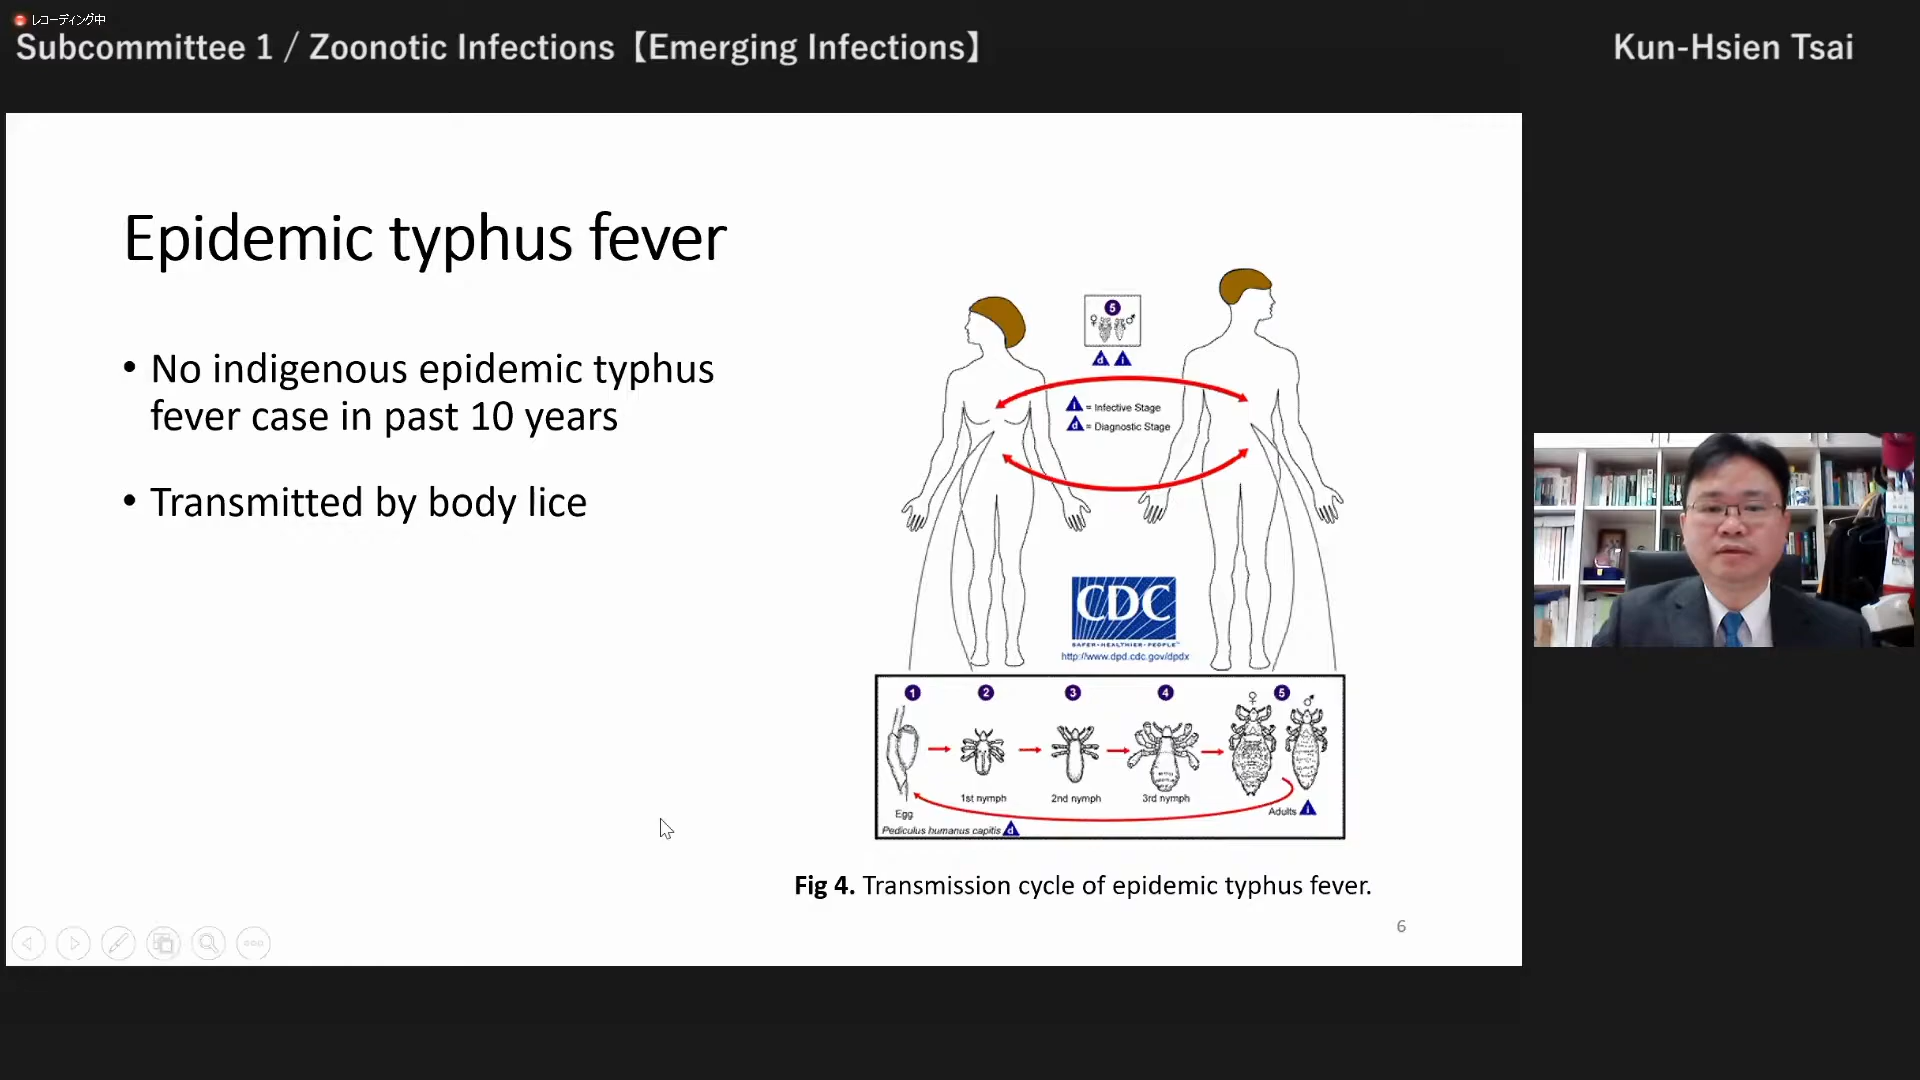 レコーディング中
Subcommittee 1 / Zoonotic Infections【Emerging Infections】
Kun-Hsien Tsai
Epidemic typhus fever
• No indigenous epidemic typhus
fever case in past 10 years
• Transmitted by body lice
5
♀ ♂
d i
i = Infective Stage
d = Diagnostic Stage
CDC
SAFER•HEALTHIER•PEOPLE™
http://www.dpd.cdc.gov/dpdx
1 2 3 4 ♀ 5 ♂
1st nymph 2nd nymph 3rd nymph
Egg
Adults i
Pediculus humanus capitis d
Fig 4. Transmission cycle of epidemic typhus fever.
6